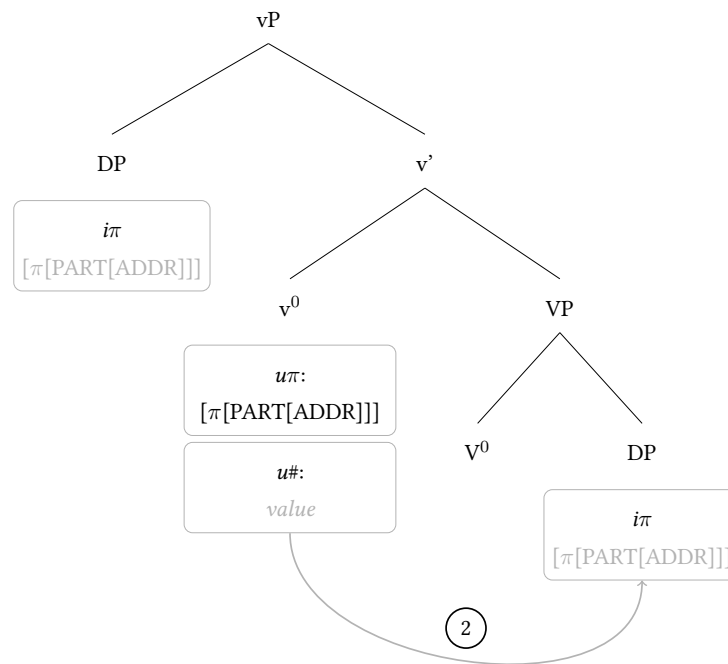 vP
DP
v’
iπ
[π[PART[ADDR]]]
v⁰
VP
uπ:
[π[PART[ADDR]]]
V⁰
DP
u#:
value
iπ
[π[PART[ADDR]]]
2